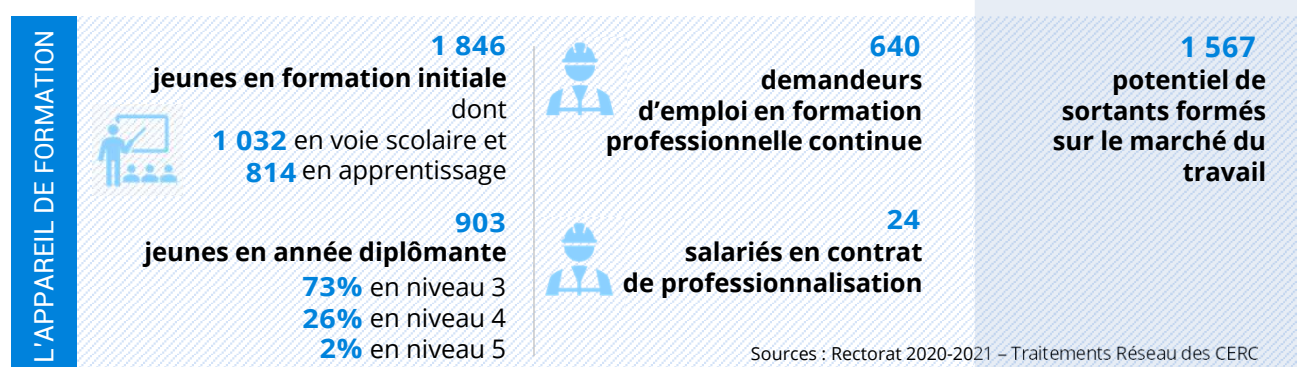 L'APPAREIL DE FORMATION
1 846
jeunes en formation initiale
dont
1 032 en voie scolaire et
814 en apprentissage
903
jeunes en année diplômante
73% en niveau 3
26% en niveau 4
2% en niveau 5
640
demandeurs
d’emploi en formation
professionnelle continue
24
salariés en contrat
de professionnalisation
1 567
potentiel de
sortants formés
sur le marché du
travail
Sources : Rectorat 2020-2021 – Traitements Réseau des CERC